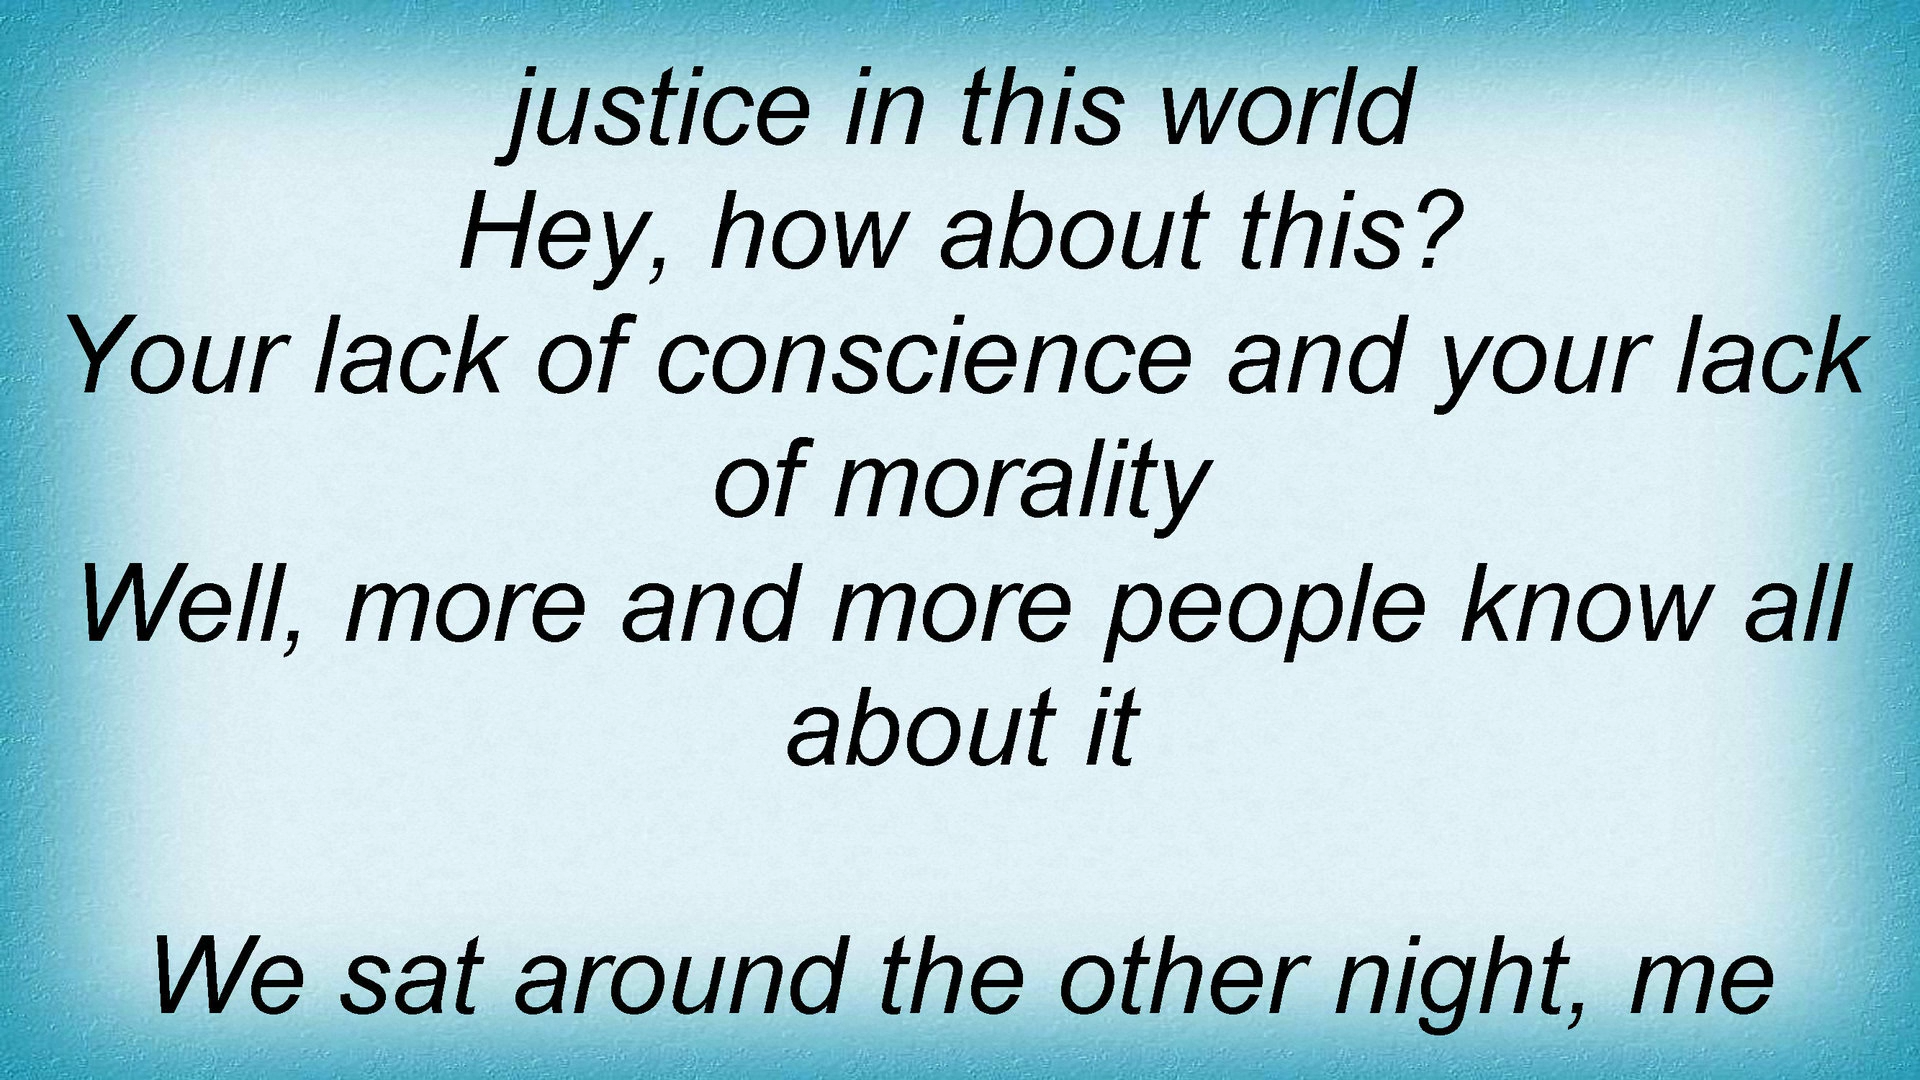 justice in this world
Hey, how about this?
Your lack of conscience and your lack
of morality
Well, more and more people know all
about it
We sat around the other night, me